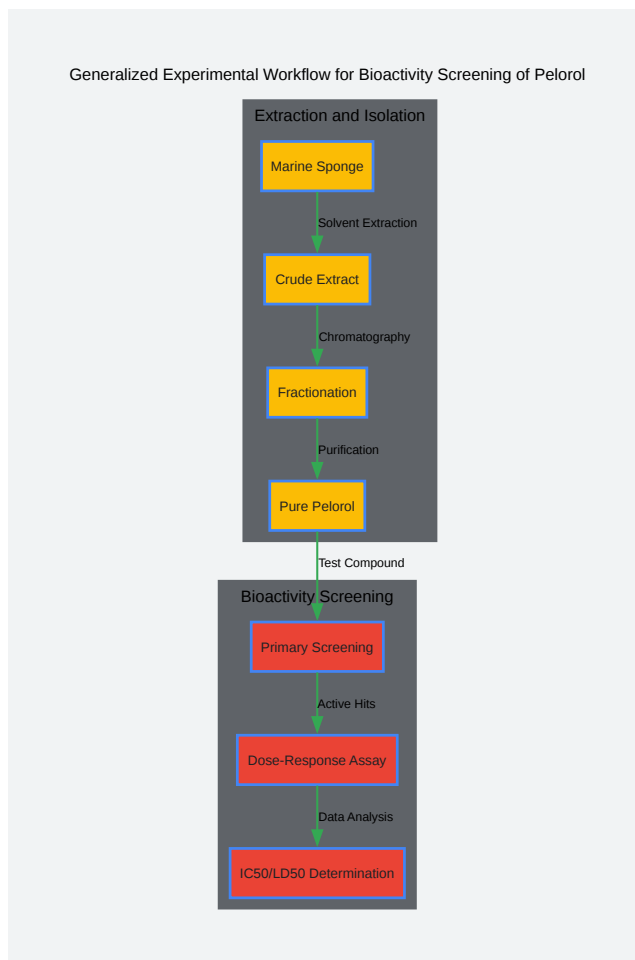 Generalized Experimental Workflow for Bioactivity Screening of Pelorol
Extraction and Isolation
Marine Sponge
Solvent Extraction
Crude Extract
Chromatography
Fractionation
Purification
Pure Pelorol
Test Compound
Bioactivity Screening
Primary Screening
Active Hits
Dose-Response Assay
Data Analysis
IC50/LD50 Determination